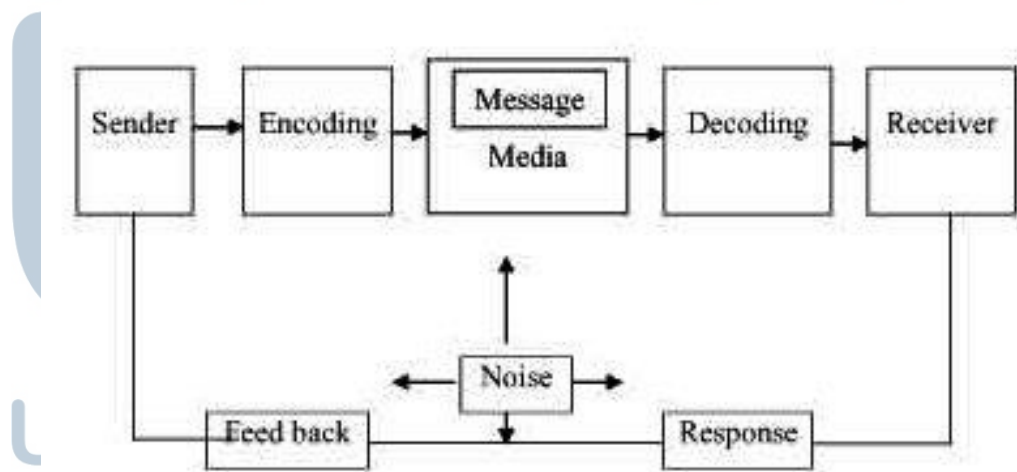 Sender
Encoding
Message
Media
Decoding
Receiver
Noise
Feed back
Response